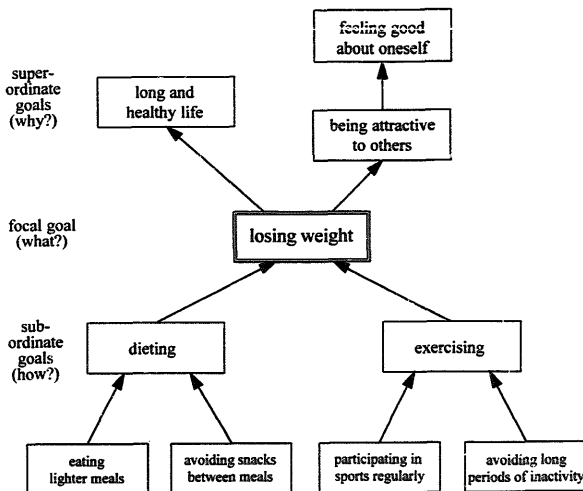 feeling good
about oneself
super-
ordinate
goals
(why?)
long and
healthy life
being attractive
to others
focal goal
(what?)
losing weight
sub-
ordinate
goals
(how?)
dieting
exercising
eating
lighter meals
avoiding snacks
between meals
participating in
sports regularly
avoiding long
periods of inactivity